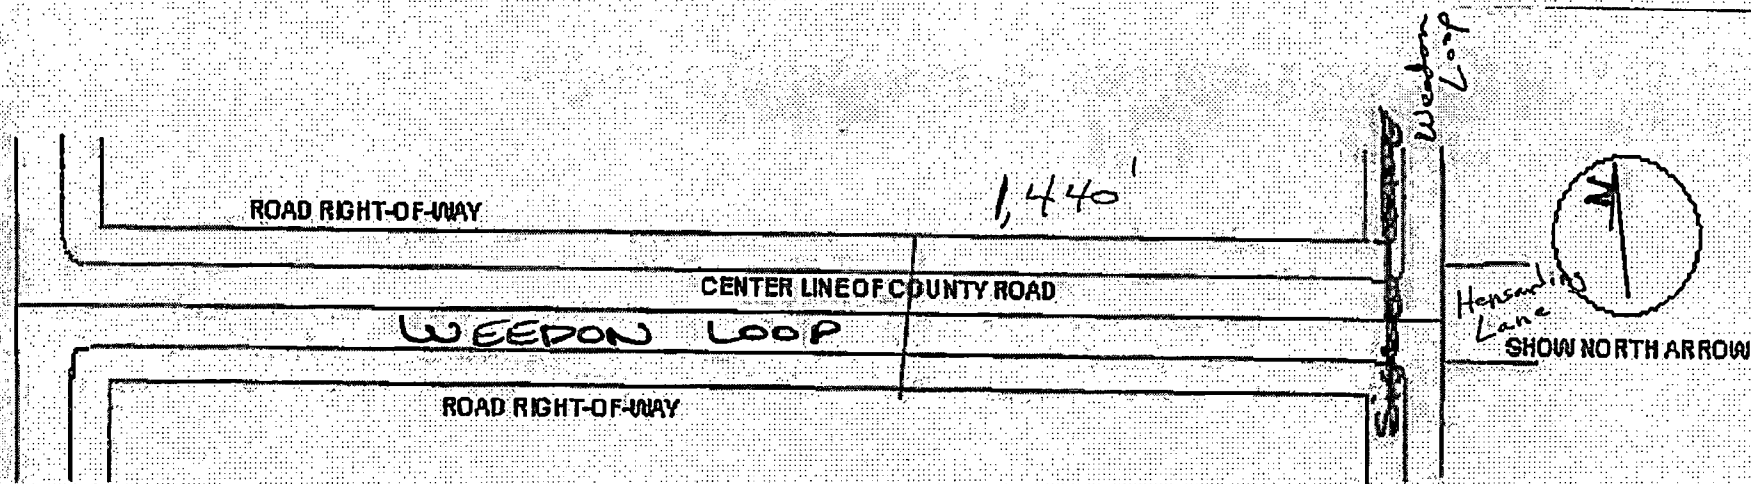 Weedon
Loop
1,440'
ROAD RIGHT-OF-WAY
N
CENTER LINE OF COUNTY ROAD
WEEDON LOOP
Lane
SHOW NORTH ARROW
ROAD RIGHT-OF-WAY